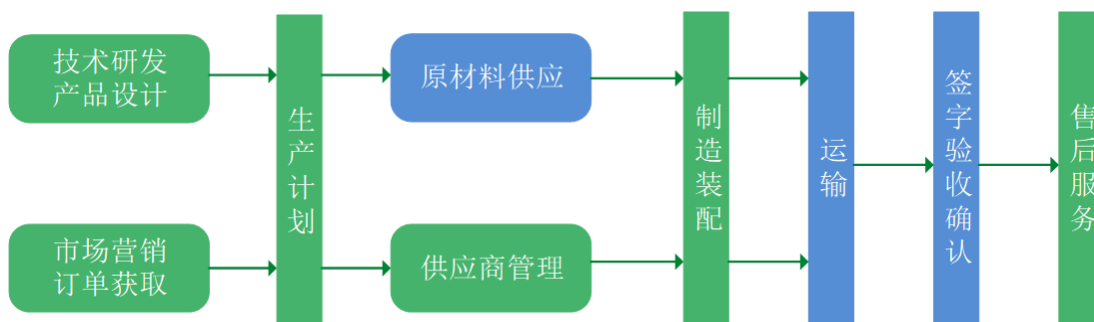 技术研发
产品设计
市场营销
订单获取
生产计划
原材料供应
供应商管理
制造装配
运输
签字验收确认
售后服务